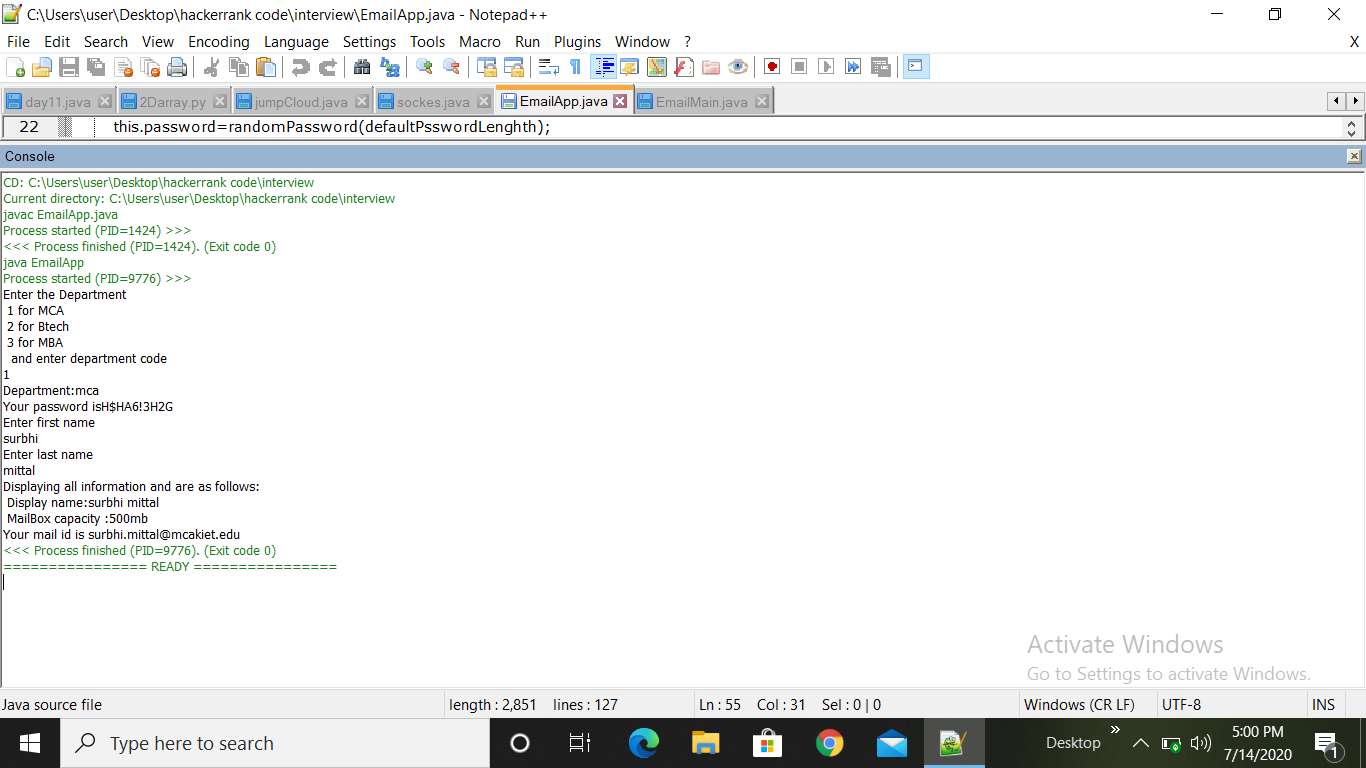 C:\Users\user\Desktop\hackerrank code\interview\EmailApp.java - Notepad++
File Edit Search View Encoding Language Settings Tools Macro Run Plugins Window ? X
day11.java 2Darray.py jumpCloud.java sockes.java EmailApp.java EmailMain.java
22 this.password=randomPassword(defaultPsswordLenghth);
Console
CD: C:\Users\user\Desktop\hackerrank code\interview
Current directory: C:\Users\user\Desktop\hackerrank code\interview
javac EmailApp.java
Process started (PID=1424) >>>
<<< Process finished (PID=1424). (Exit code 0)
java EmailApp
Process started (PID=9776) >>>
Enter the Department
1 for MCA
2 for Btech
3 for MBA
and enter department code
1
Department:mca
Your password isH$HA6!3H2G
Enter first name
surbhi
Enter last name
mittal
Displaying all information and are as follows:
Display name:surbhi mittal
MailBox capacity :500mb
Your mail id is surbhi.mittal@mcakiet.edu
<<< Process finished (PID=9776). (Exit code 0)
================ READY ================
Activate Windows
Go to Settings to activate Windows.
Java source file length : 2,851 lines : 127 Ln : 55 Col : 31 Sel : 0 | 0 Windows (CR LF) UTF-8 INS
Type here to search Desktop 5:00 PM
7/14/2020 1